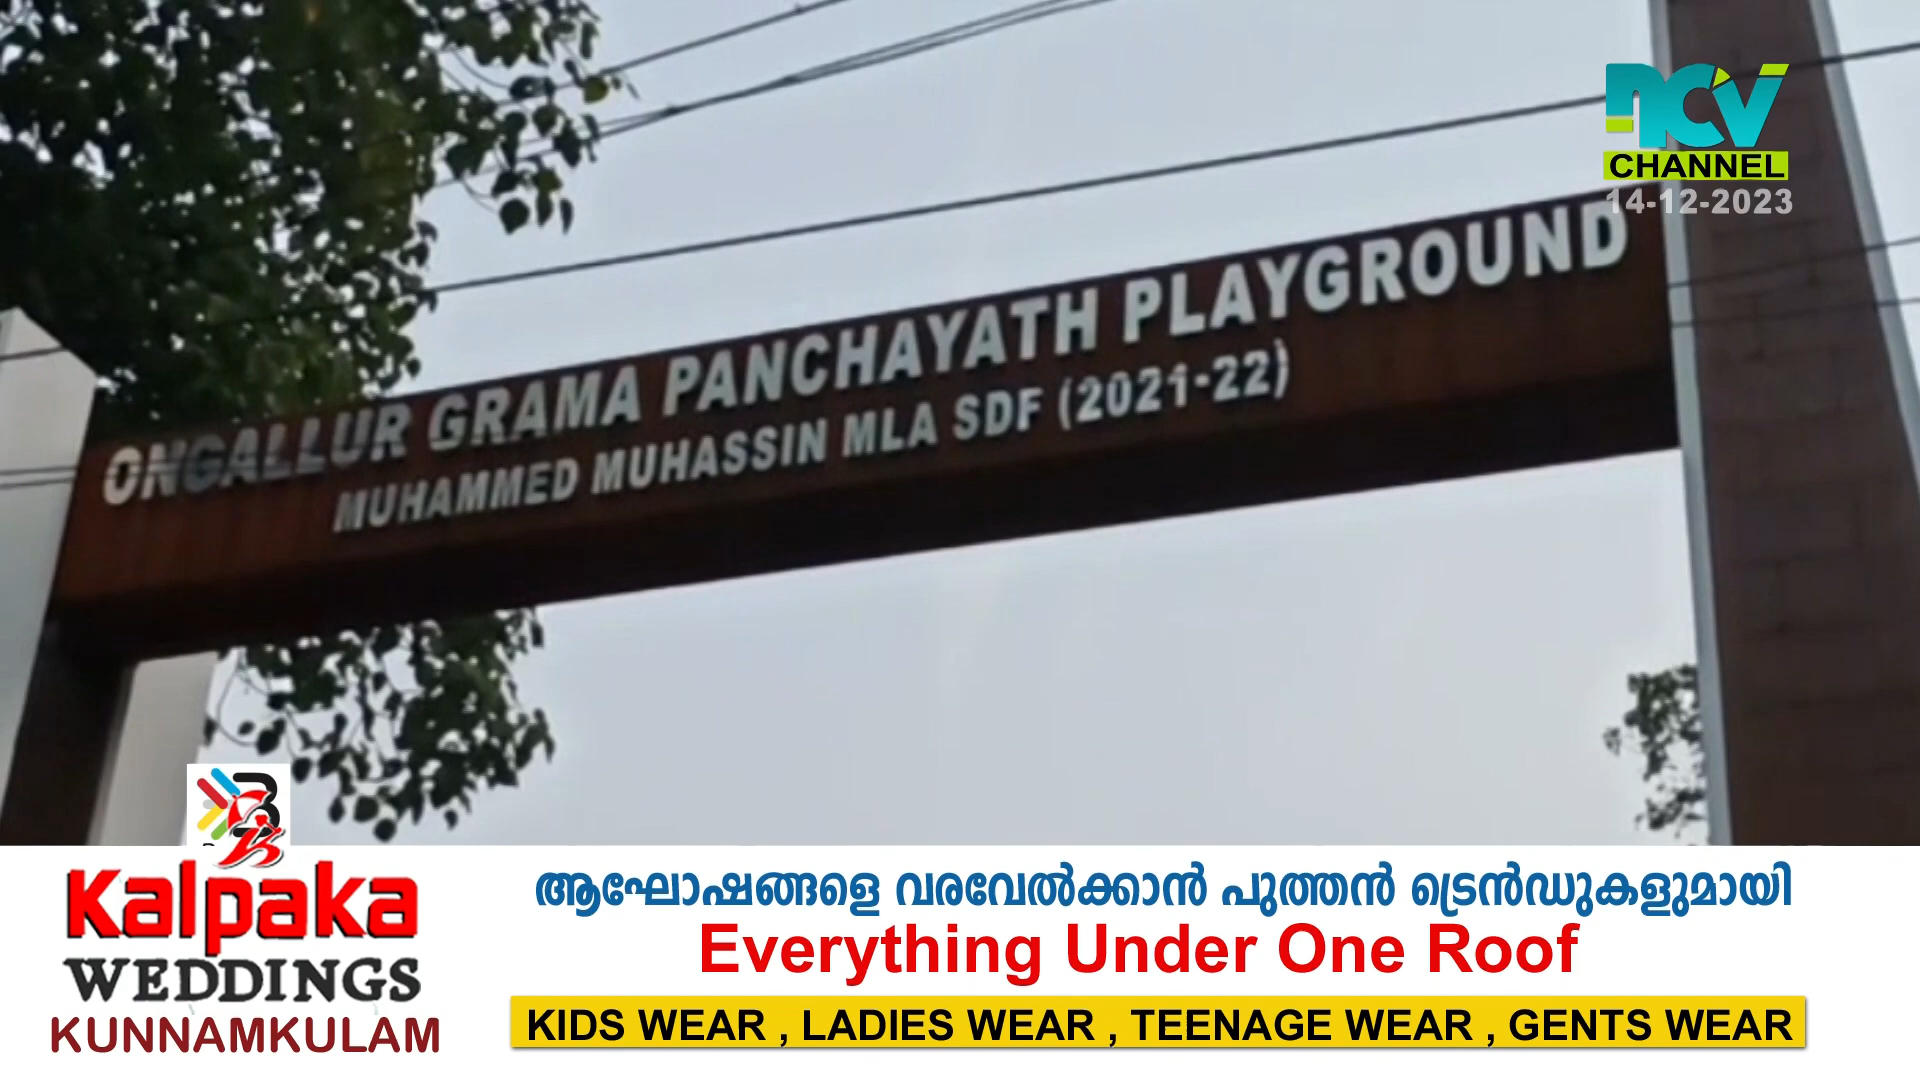 NCV
CHANNEL
14-12-2023
ONGALLUR GRAMA PANCHAYATH PLAYGROUND
MUHAMMED MUHASSIN MLA SDF (2021-22)
Kalpaka
WEDDINGS
KUNNAMKULAM
ആഘോഷങ്ങളെ വരവേൽക്കാൻ പുത്തൻ ട്രെൻഡുകളുമായി
Everything Under One Roof
KIDS WEAR , LADIES WEAR , TEENAGE WEAR , GENTS WEAR